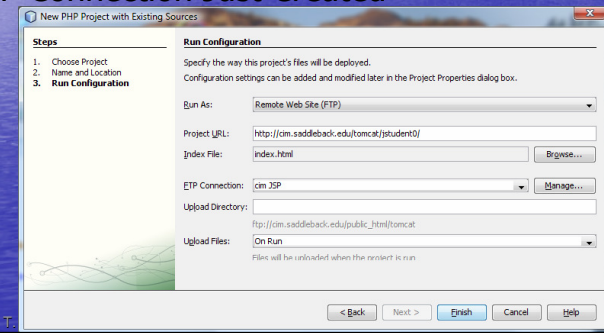 Connection Just Created
New PHP Project with Existing Sources
Steps
1. Choose Project
2. Name and Location
3. Run Configuration
Run Configuration
Specify the way this project's files will be deployed.
Configuration settings can be added and modified later in the Project Properties dialog box.
Run As: Remote Web Site (FTP)
Project URL: http://cim.saddleback.edu/tomcat/jstudent0/
Index File: index.html Browse...
FTP Connection: cim JSP Manage...
Upload Directory:
ftp://cim.saddleback.edu/public_html/tomcat
Upload Files: On Run
Files will be uploaded when the project is run.
< Back Next > Finish Cancel Help
T.